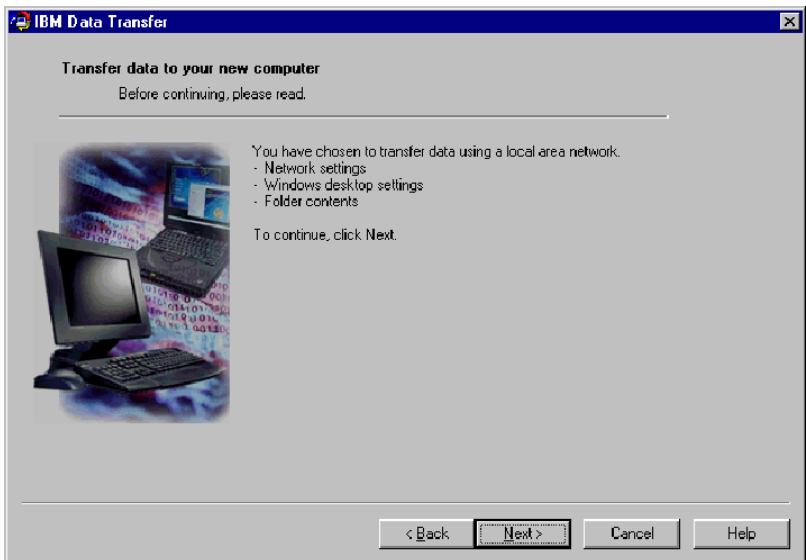 IBM Data Transfer
Transfer data to your new computer
Before continuing, please read.
You have chosen to transfer data using a local area network.
- Network settings
- Windows desktop settings
- Folder contents
To continue, click Next.
< Back Next > Cancel Help